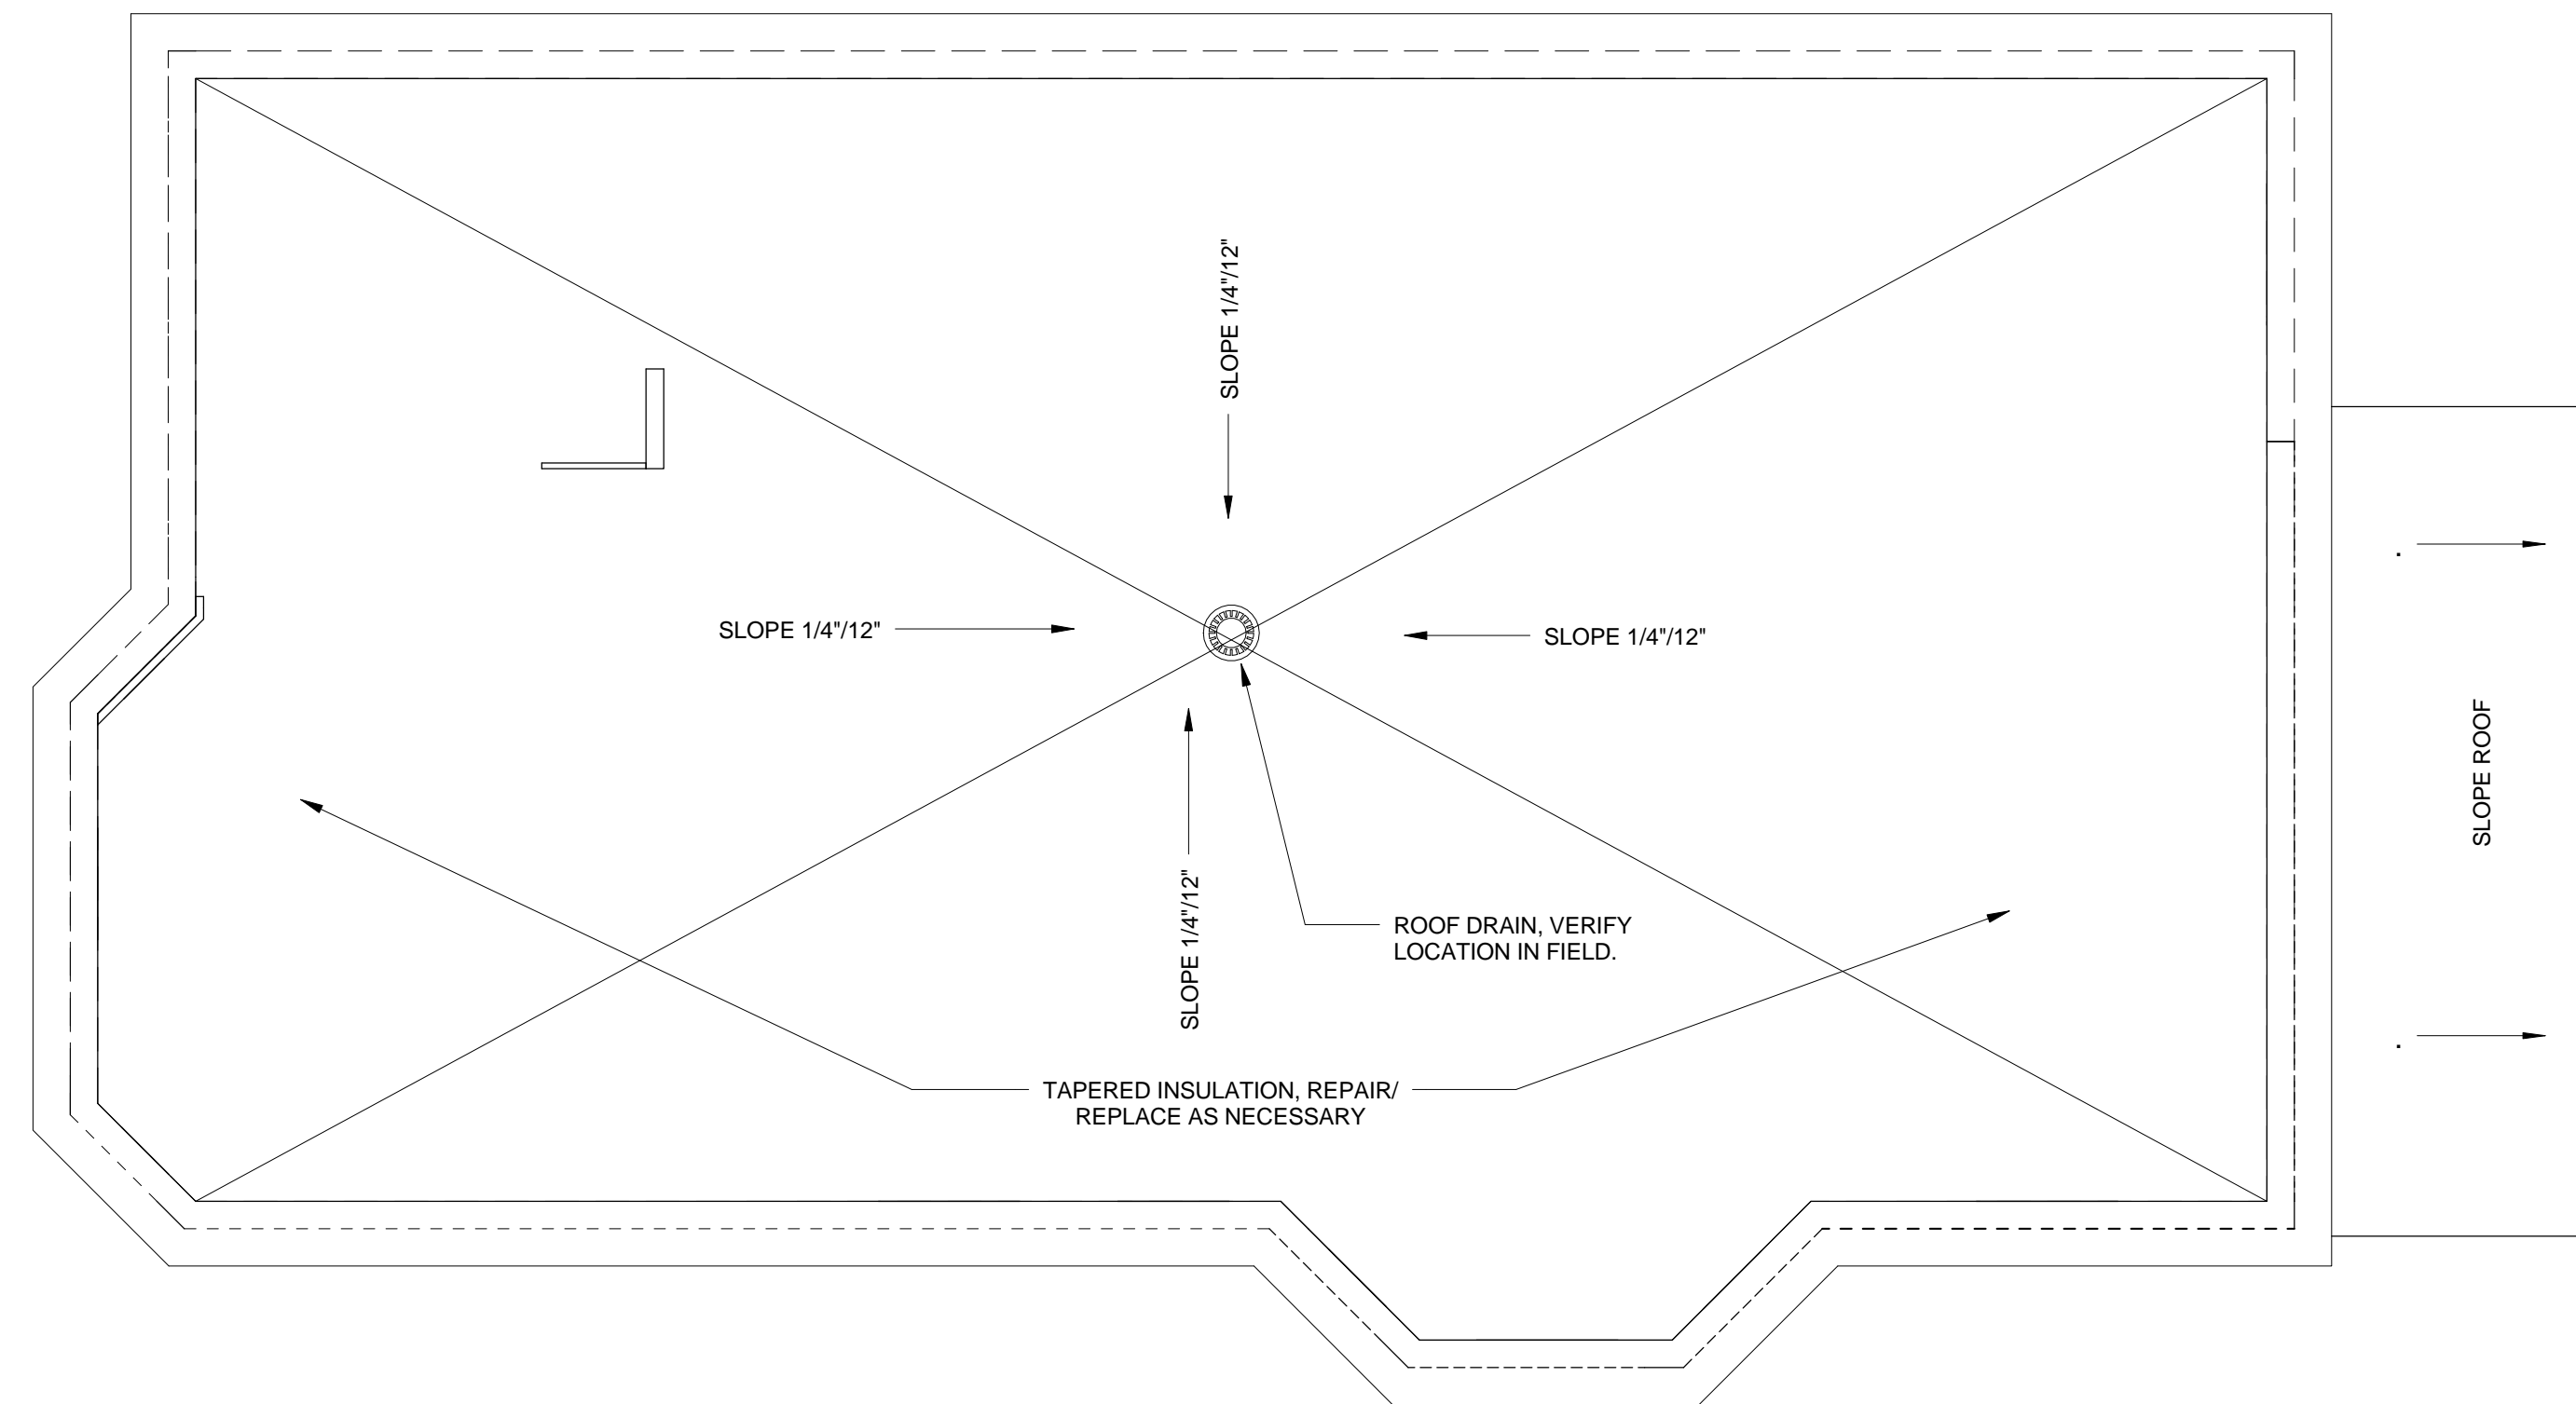 SLOPE 1/4"/12"
SLOPE 1/4"/12"
SLOPE 1/4"/12"
SLOPE ROOF
SLOPE 1/4"/12"
ROOF DRAIN, VERIFY
LOCATION IN FIELD.
TAPERED INSULATION, REPAIR/
REPLACE AS NECESSARY